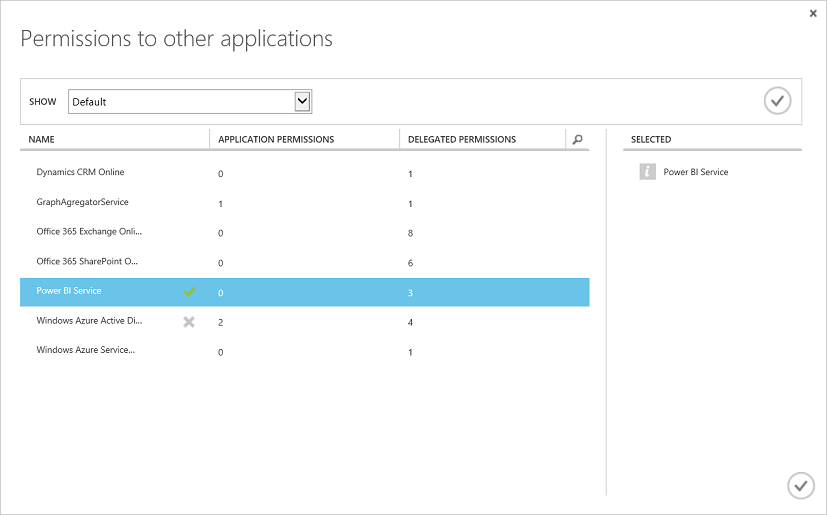 Permissions to other applications
SHOW Default
NAME APPLICATION PERMISSIONS DELEGATED PERMISSIONS SELECTED
Dynamics CRM Online 0 1 Power BI Service
GraphAgregatorService 1 1
Office 365 Exchange Onli... 0 8
Office 365 SharePoint O... 0 6
Power BI Service 0 3
Windows Azure Active Di... 2 4
Windows Azure Service... 0 1